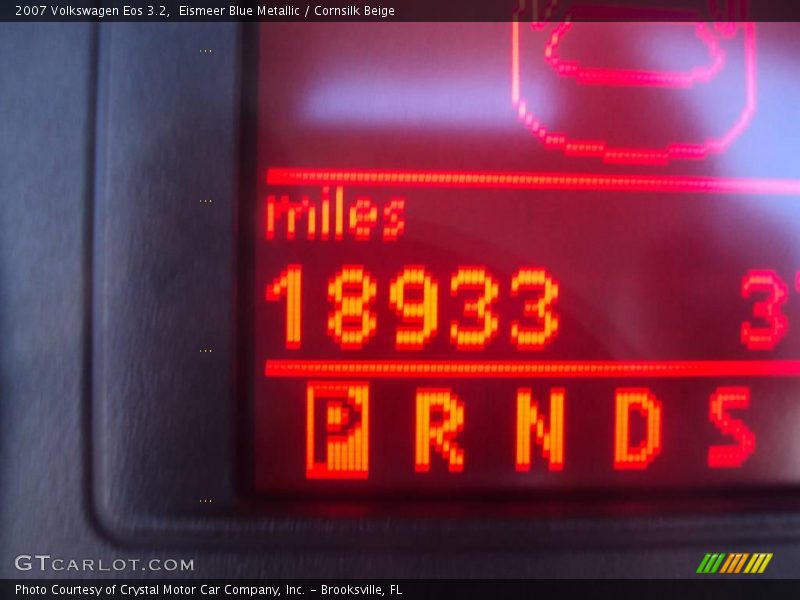 2007 Volkswagen Eos 3.2, Eismeer Blue Metallic / Cornsilk Beige
miles
18933 3
P R N D S
GTCARLOT.COM
Photo Courtesy of Crystal Motor Car Company, Inc. – Brooksville, FL